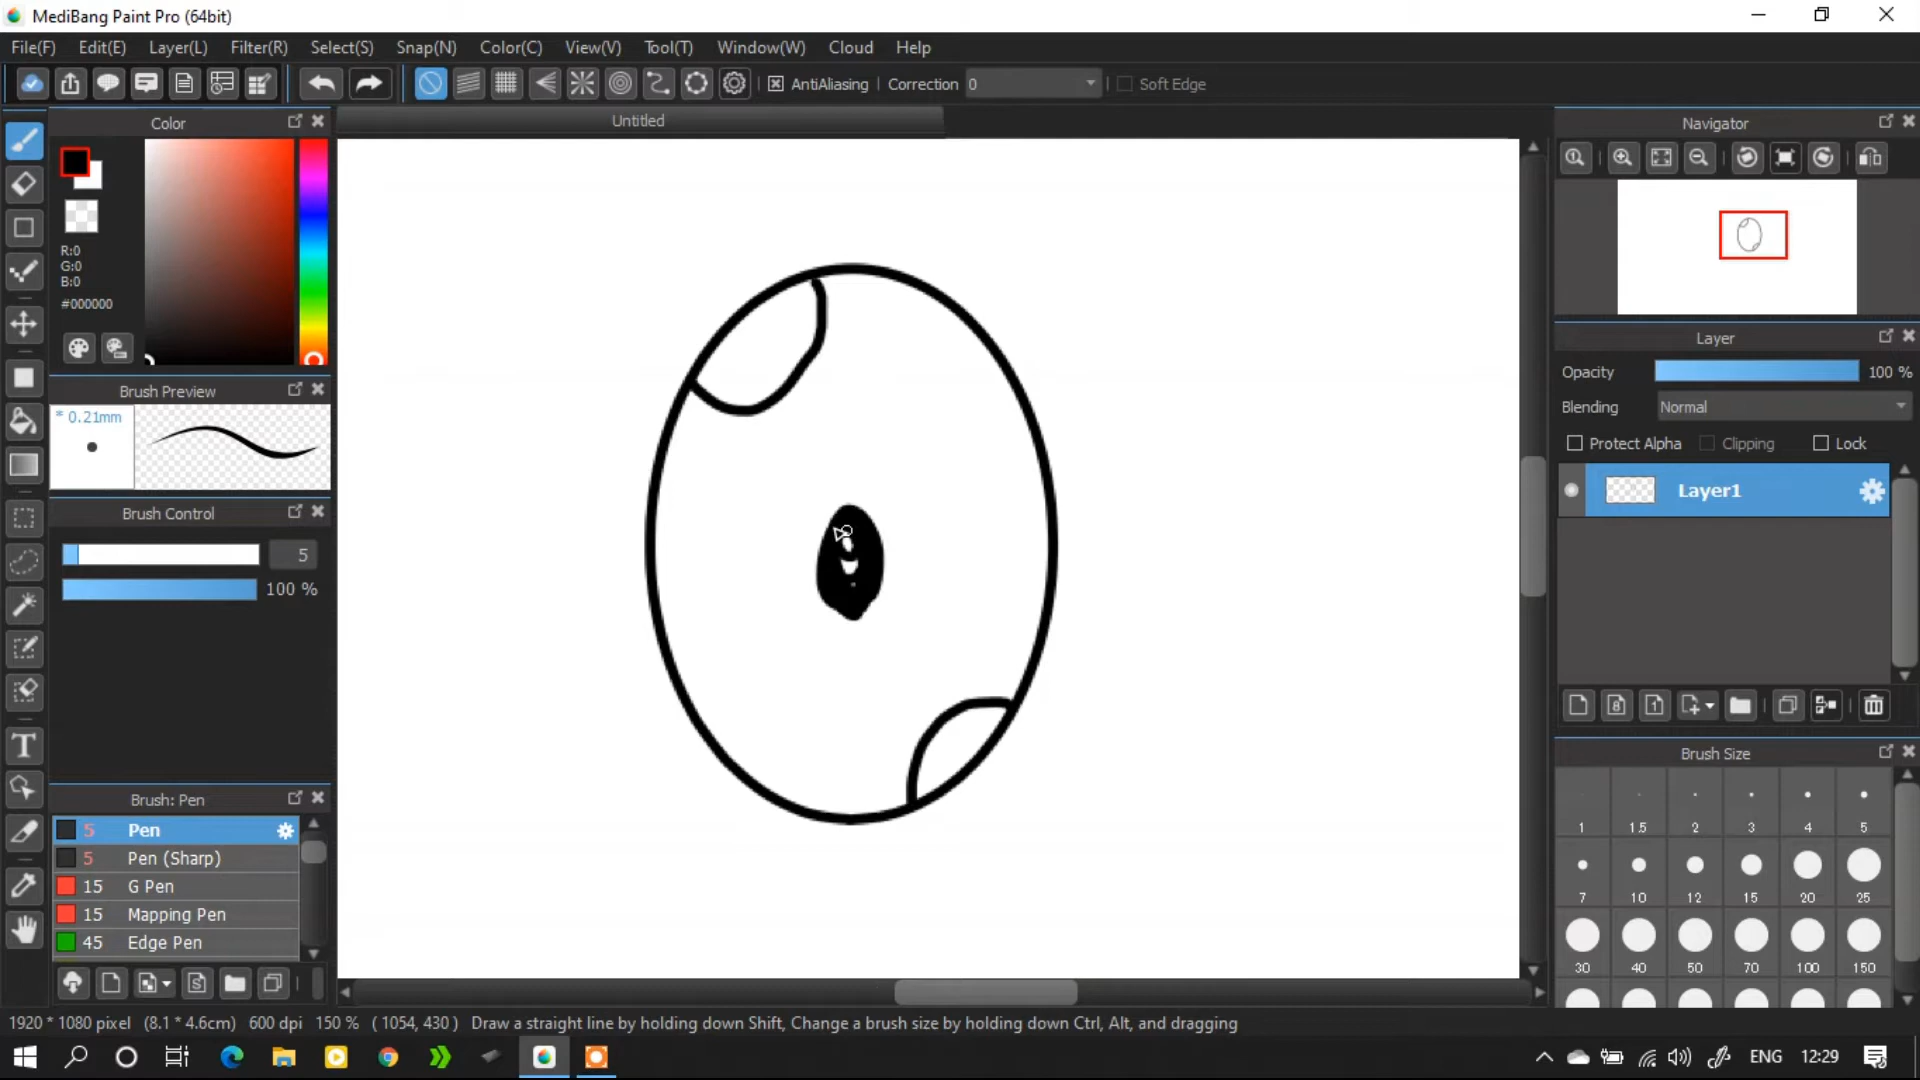 MediBang Paint Pro (64bit)
File(F) Edit(E) Layer(L) Filter(R) Select(S) Snap(N) Color(C) View(V) Tool(T) Window(W) Cloud Help
AntiAliasing Correction 0 Soft Edge
Untitled
Color
R:0
G:0
B:0
#000000
Brush Preview
* 0.21mm
Brush Control
5
100 %
Brush: Pen
5 Pen
5 Pen (Sharp)
15 G Pen
15 Mapping Pen
45 Edge Pen
Navigator
Layer
Opacity 100 %
Blending Normal
Protect Alpha Clipping Lock
Layer1
Brush Size
1 1.5 2 3 4 5
7 10 12 15 20 25
30 40 50 70 100 150
1920 * 1080 pixel (8.1 * 4.6cm) 600 dpi 150 % ( 1054, 430 ) Draw a straight line by holding down Shift, Change a brush size by holding down Ctrl, Alt, and dragging
ENG 12:29